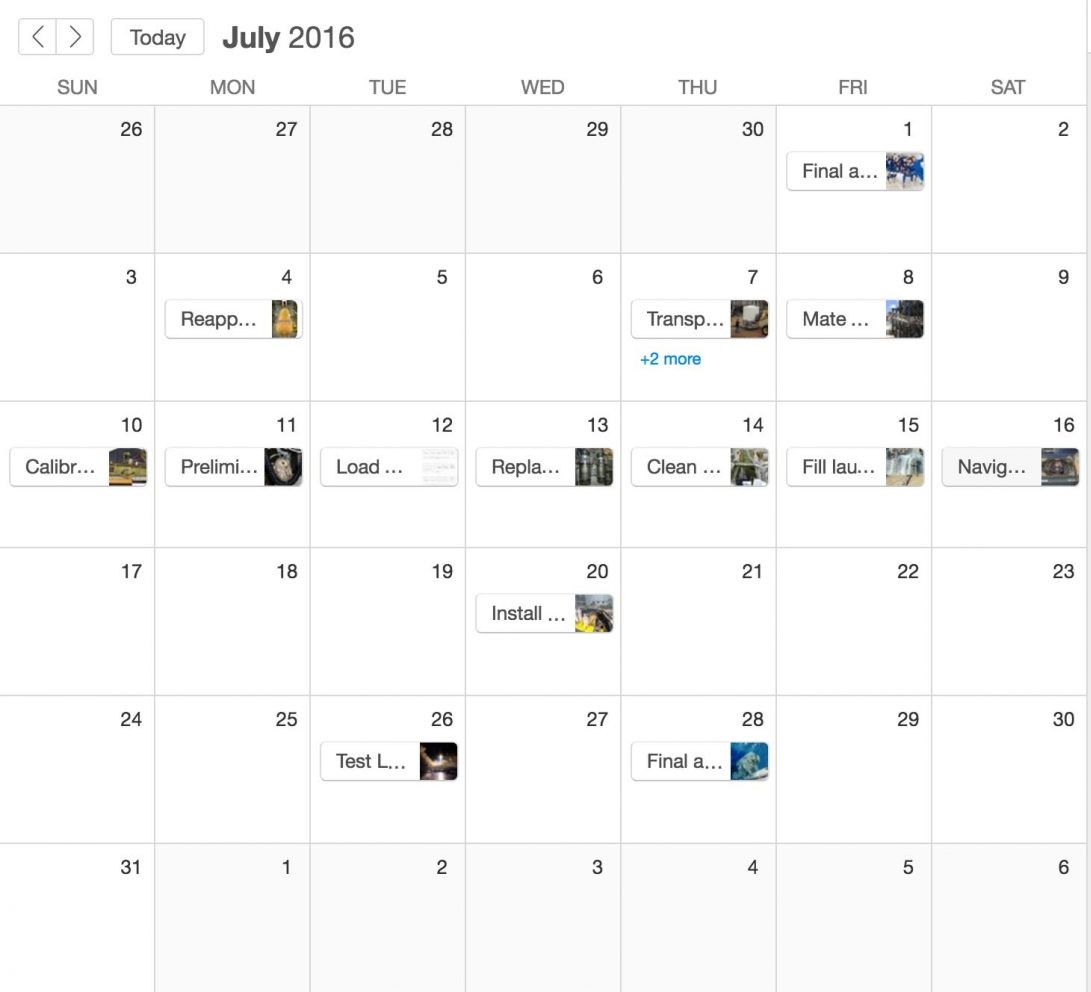 Today July 2016
SUN MON TUE WED THU FRI SAT
26 27 28 29 30 1 2
Final a...
3 4 5 6 7 8 9
Reapp... Transp... Mate ...
+2 more
10 11 12 13 14 15 16
Calibr... Prelimi... Load ... Repla... Clean ... Fill lau... Navig...
17 18 19 20 21 22 23
Install ...
24 25 26 27 28 29 30
Test L... Final a...
31 1 2 3 4 5 6